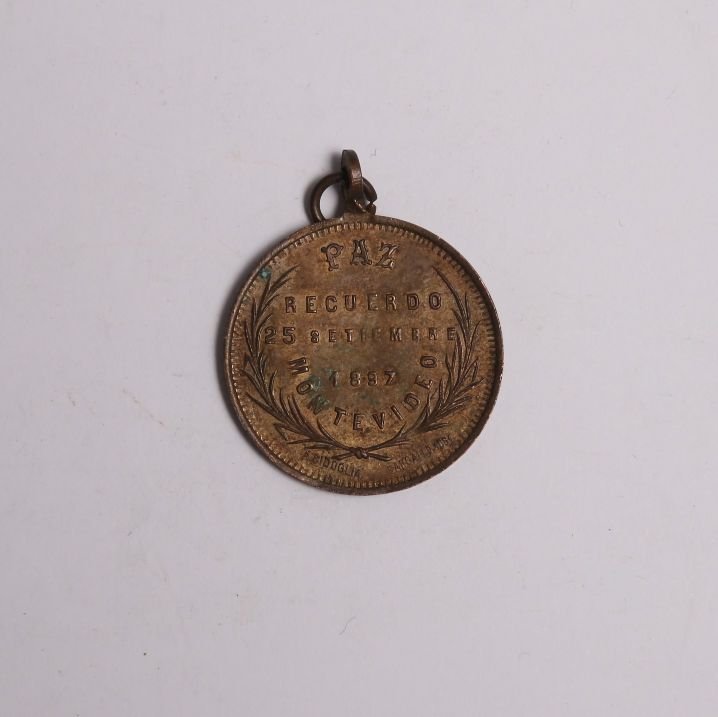 PAZ
RECUERDO
25 SETIEMBRE
1897
MONTEVIDEO